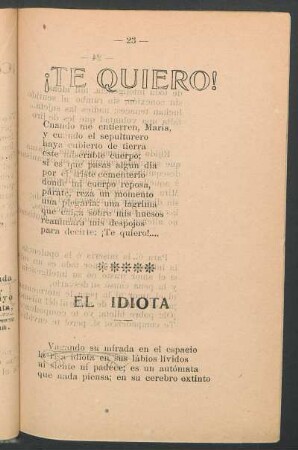 — 23 —
¡TE QUIERO!
Cuando me entierren, María,
y cuando el sepulturero
haya cubierto de tierra
este miserable cuerpo;
si es que pasas algún día
por el triste cementerio
donde mi cuerpo reposa,
párate, reza un momento
una plegaria; una lágrima
que caiga sobre mis huesos
reanimará mis despojos
para decirte: ¡Te quiero!....
*****
EL IDIOTA
Vagando su mirada en el espacio
la risa idiota en sus lábios lívidos
ni siente ni padece; es un autómata
que nada piensa, en su cerebro extinto